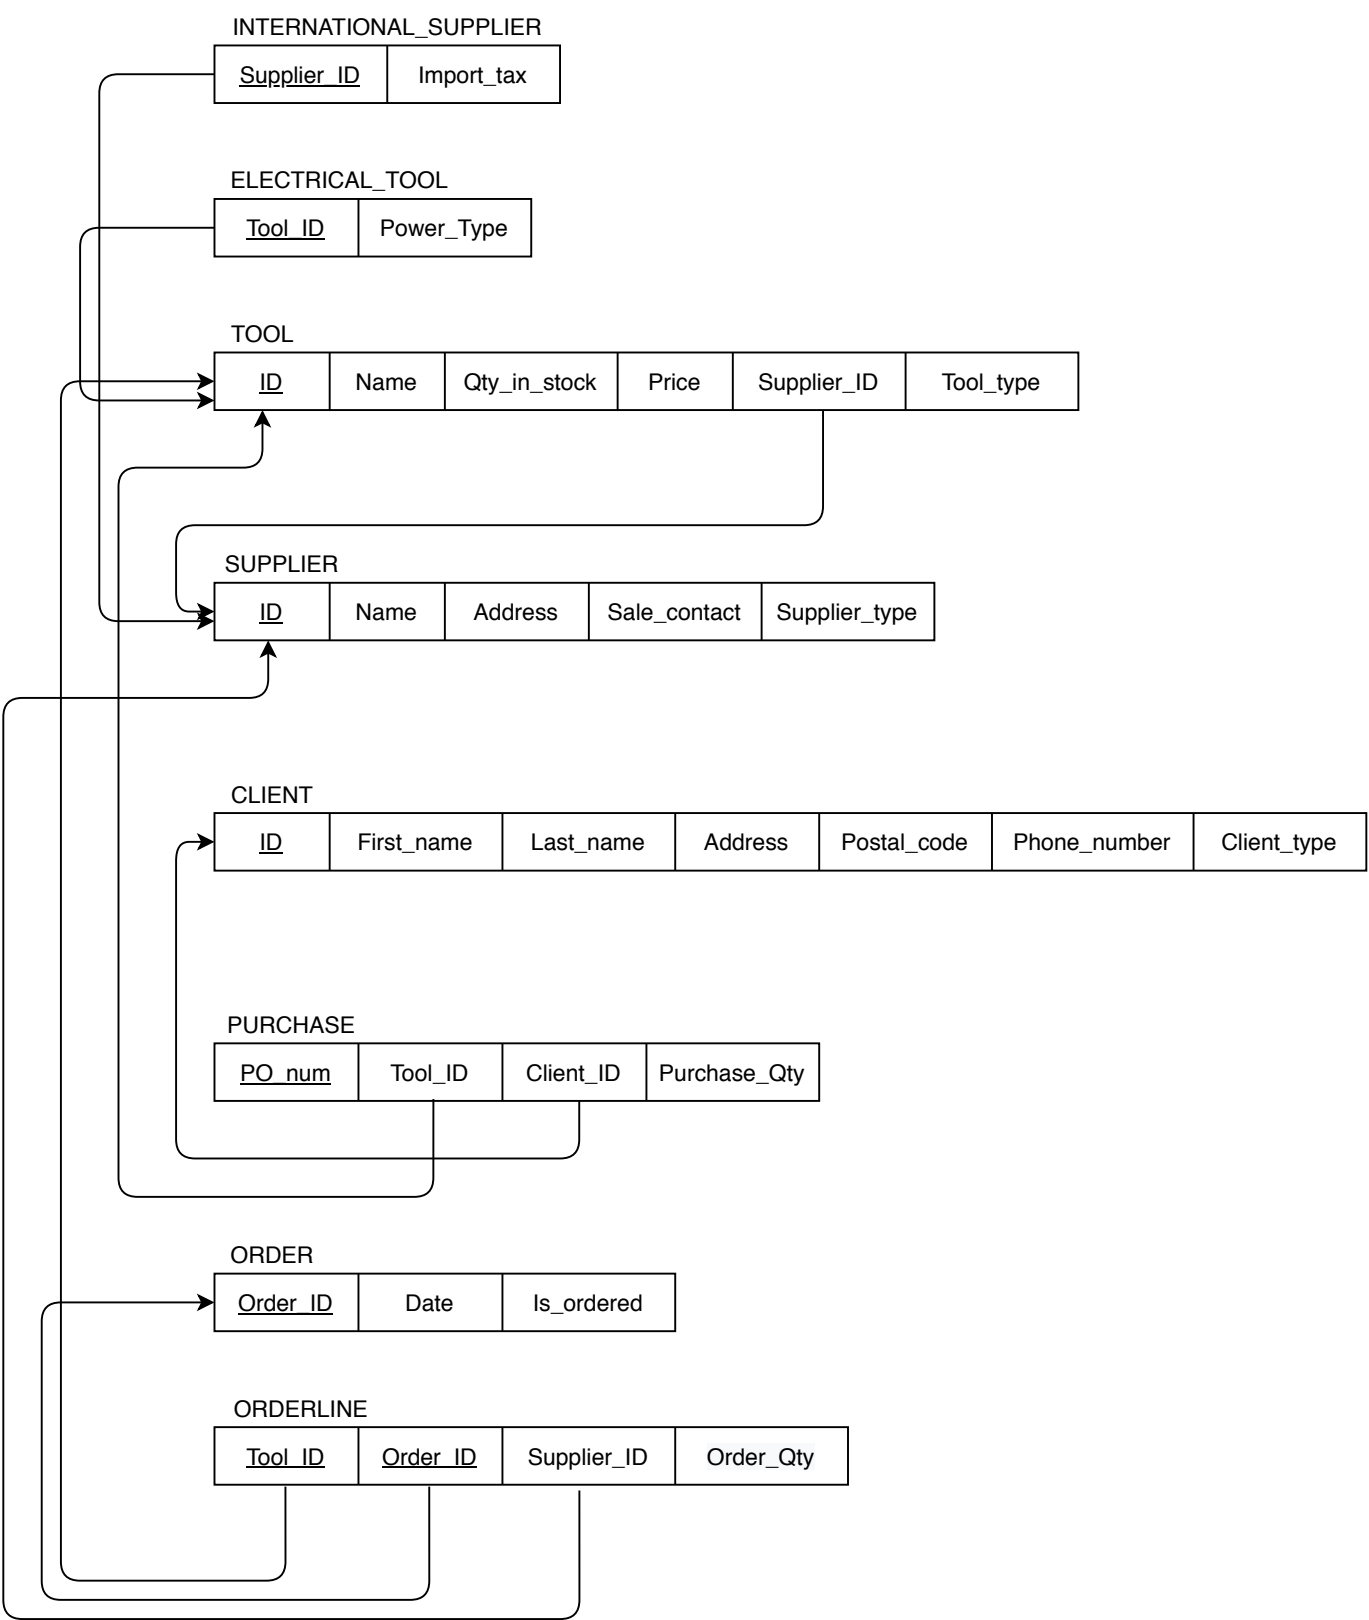 INTERNATIONAL_SUPPLIER
Supplier_ID Import_tax
ELECTRICAL_TOOL
Tool_ID Power_Type
TOOL
ID Name Qty_in_stock Price Supplier_ID Tool_type
SUPPLIER
ID Name Address Sale_contact Supplier_type
CLIENT
ID First_name Last_name Address Postal_code Phone_number Client_type
PURCHASE
PO_num Tool_ID Client_ID Purchase_Qty
ORDER
Order_ID Date Is_ordered
ORDERLINE
Tool_ID Order_ID Supplier_ID Order_Qty